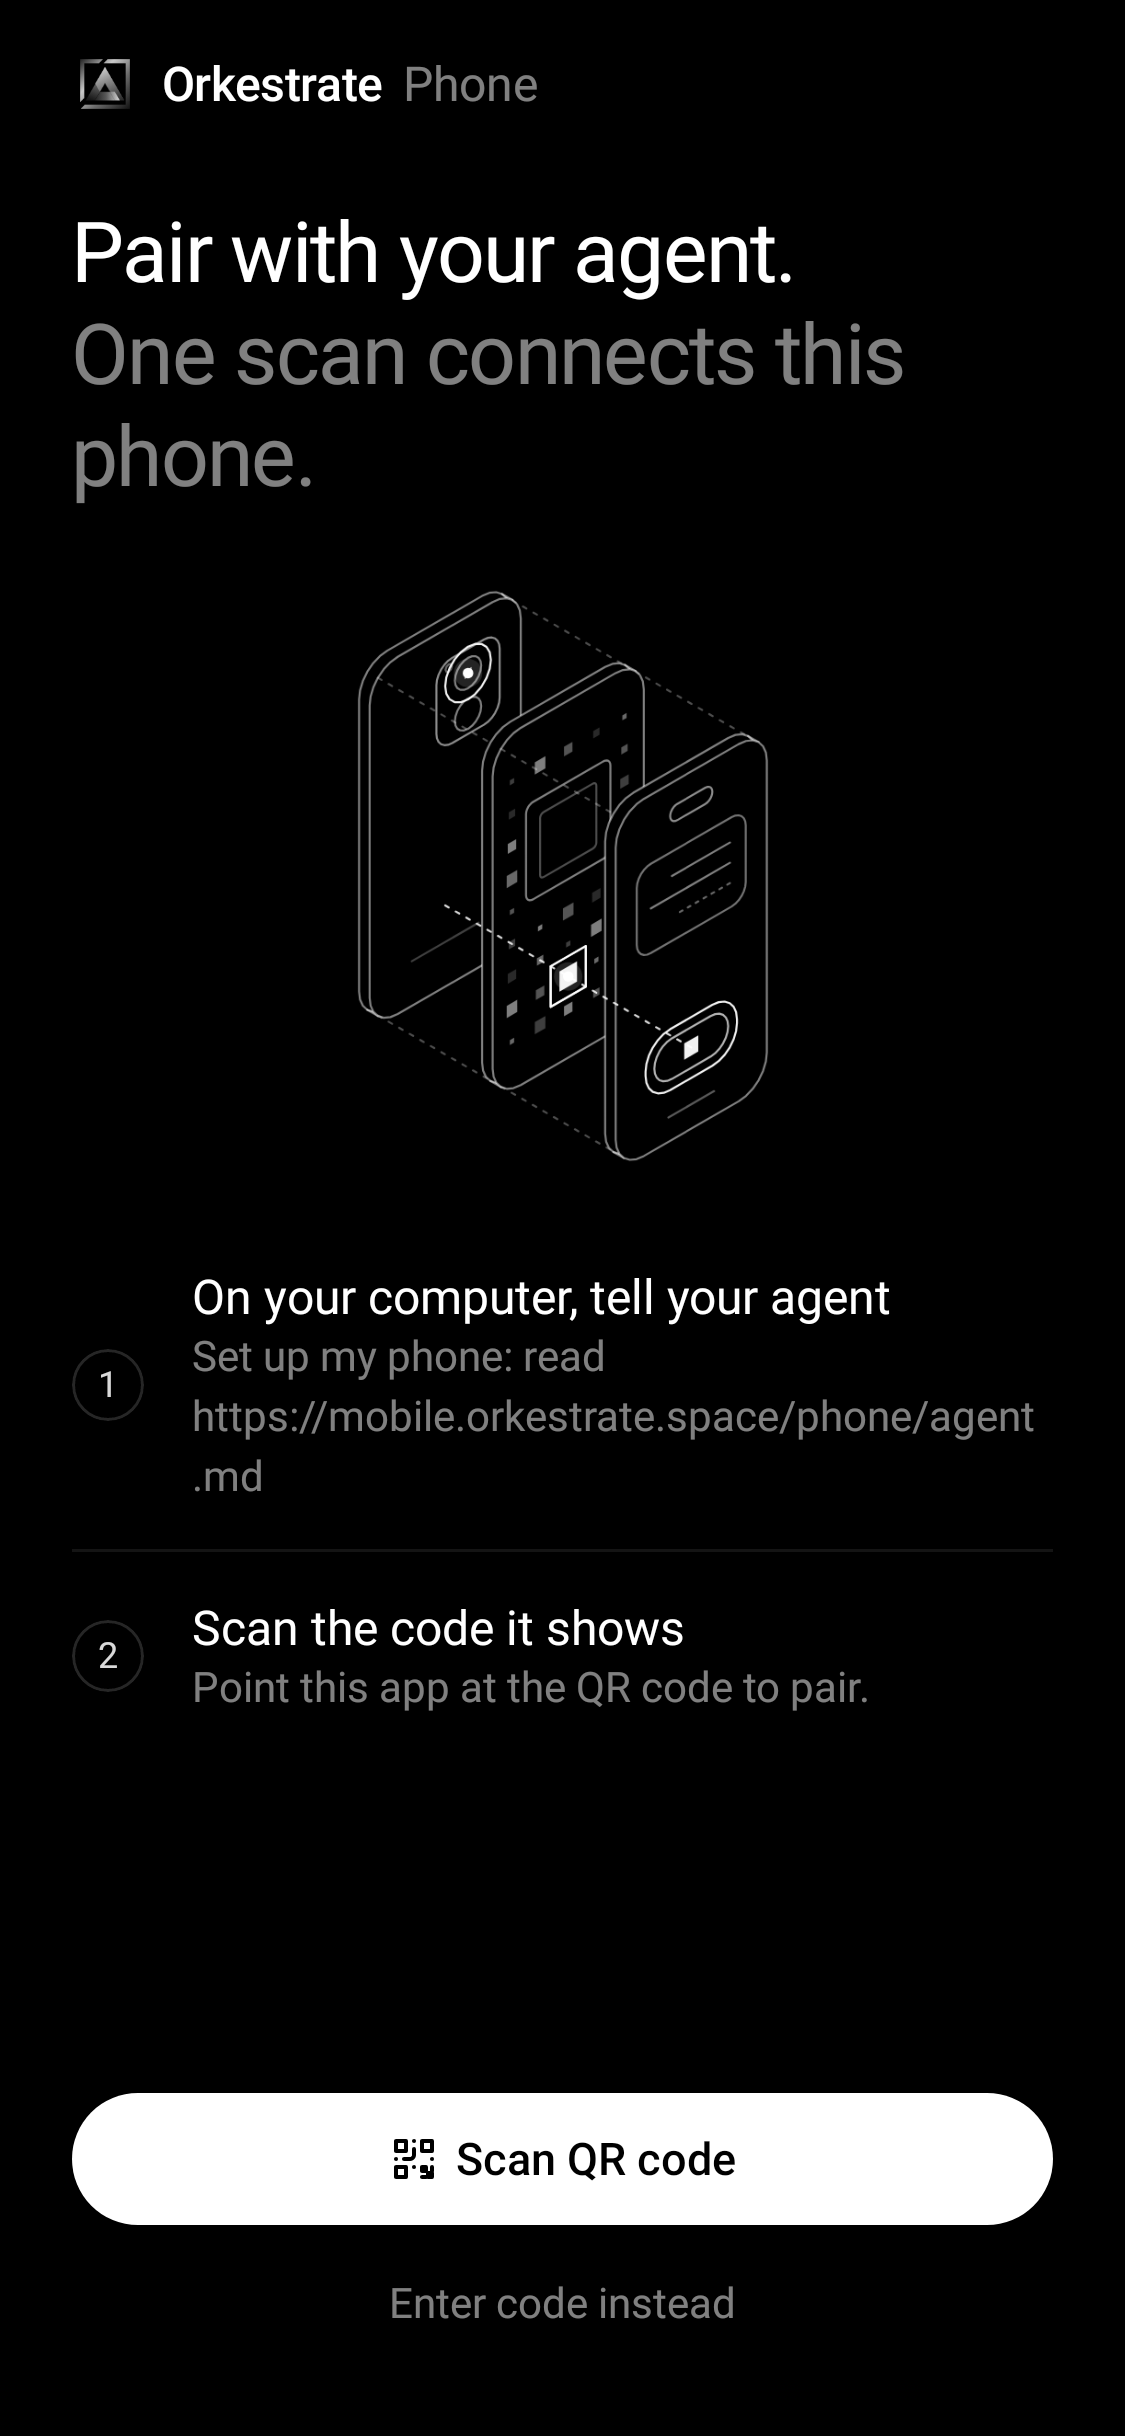 Orkestrate Phone
Pair with your agent.
One scan connects this
phone.
On your computer, tell your agent
1
Set up my phone: read
https://mobile.orkestrate.space/phone/agent
.md
Scan the code it shows
2
Point this app at the QR code to pair.
Scan QR code
Enter code instead